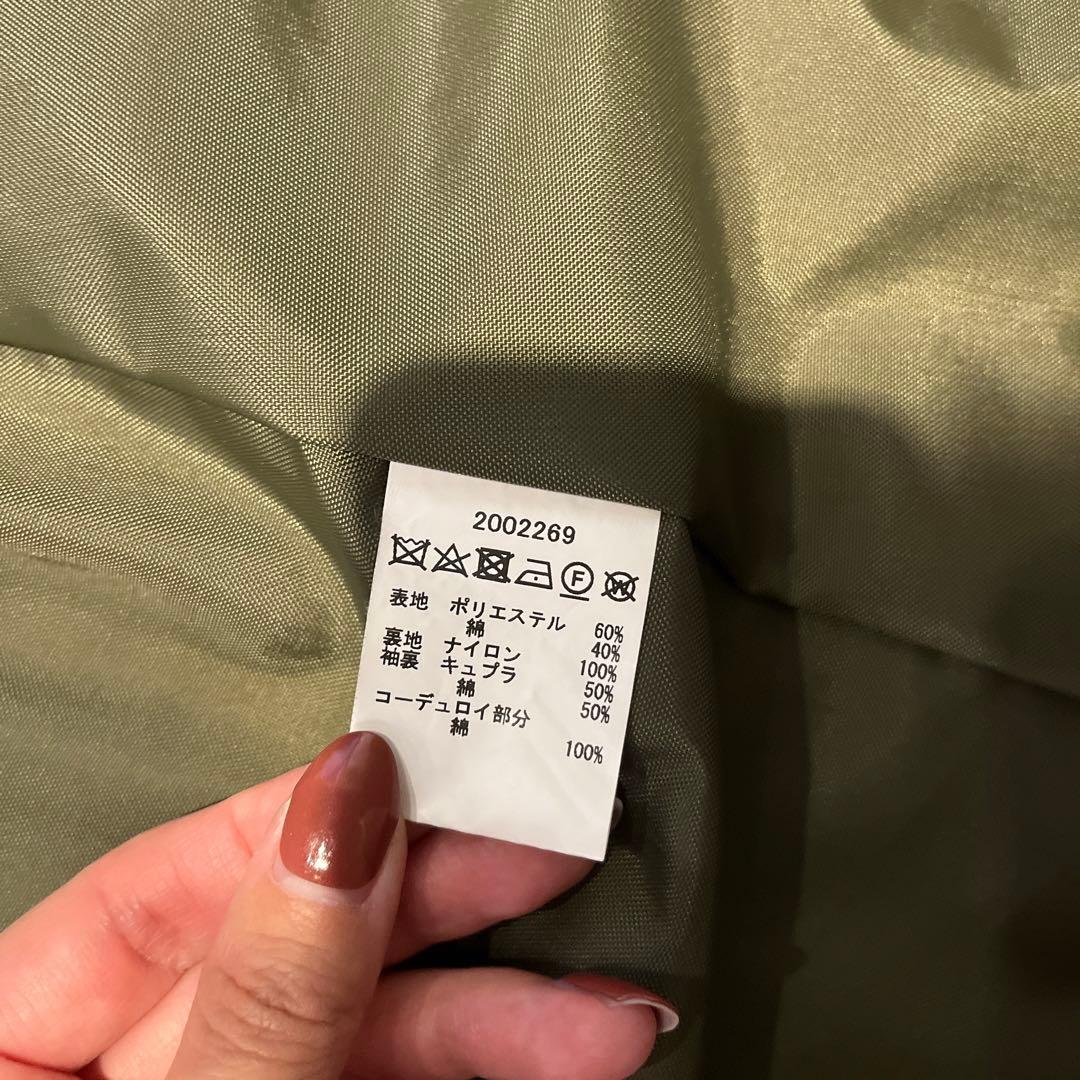 2002269
F W
表地 ポリエステル 60%
綿 40%
裏地 ナイロン 100%
袖裏 キュプラ 50%
綿 50%
コーデュロイ部分
綿 100%